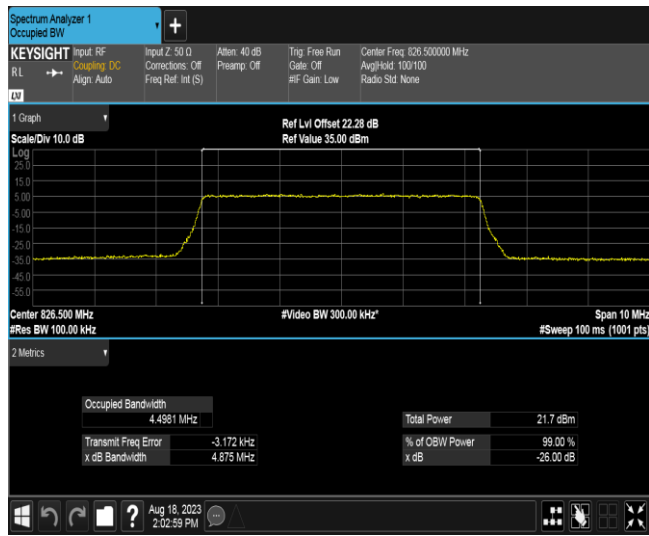 Spectrum Analyzer 1
Occupied BW
+
KEYSIGHT Input: RF Input Z: 50 Ω Atten: 40 dB Trig: Free Run Center Freq: 826.500000 MHz
RL Coupling: DC Corrections: Off Preamp: Off Gate: Off Avg|Hold: 100/100
Align: Auto Freq Ref: Int (S) #IF Gain: Low Radio Std: None
LXI
1 Graph Ref Lvl Offset 22.28 dB
Scale/Div 10.0 dB Ref Value 35.00 dBm
Log
25.0
15.0
5.00
-5.00
-15.0
-25.0
-35.0
-45.0
-55.0
Center 826.500 MHz #Video BW 300.00 kHz* Span 10 MHz
#Res BW 100.00 kHz #Sweep 100 ms (1001 pts)
2 Metrics
Occupied Bandwidth
4.4981 MHz Total Power 21.7 dBm
Transmit Freq Error -3.172 kHz % of OBW Power 99.00 %
x dB Bandwidth 4.875 MHz x dB -26.00 dB
? Aug 18, 2023
2:02:59 PM